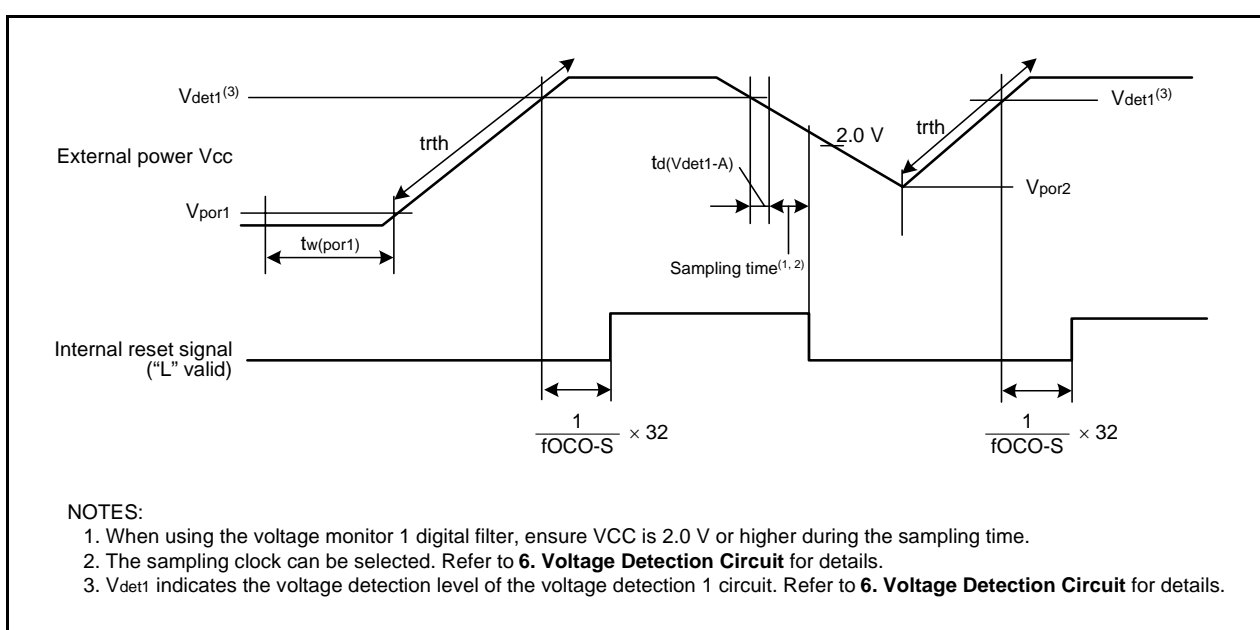 Vdet1(3)
Vdet1(3)
trth
trth
2.0 V
External power Vcc
td(Vdet1-A)
Vpor1
Vpor2
tw(por1)
Sampling time(1, 2)
Internal reset signal
(“L” valid)
1
fOCO-S
× 32
1
fOCO-S
× 32
NOTES:
1. When using the voltage monitor 1 digital filter, ensure VCC is 2.0 V or higher during the sampling time.
2. The sampling clock can be selected. Refer to 6. Voltage Detection Circuit for details.
3. Vdet1 indicates the voltage detection level of the voltage detection 1 circuit. Refer to 6. Voltage Detection Circuit for details.